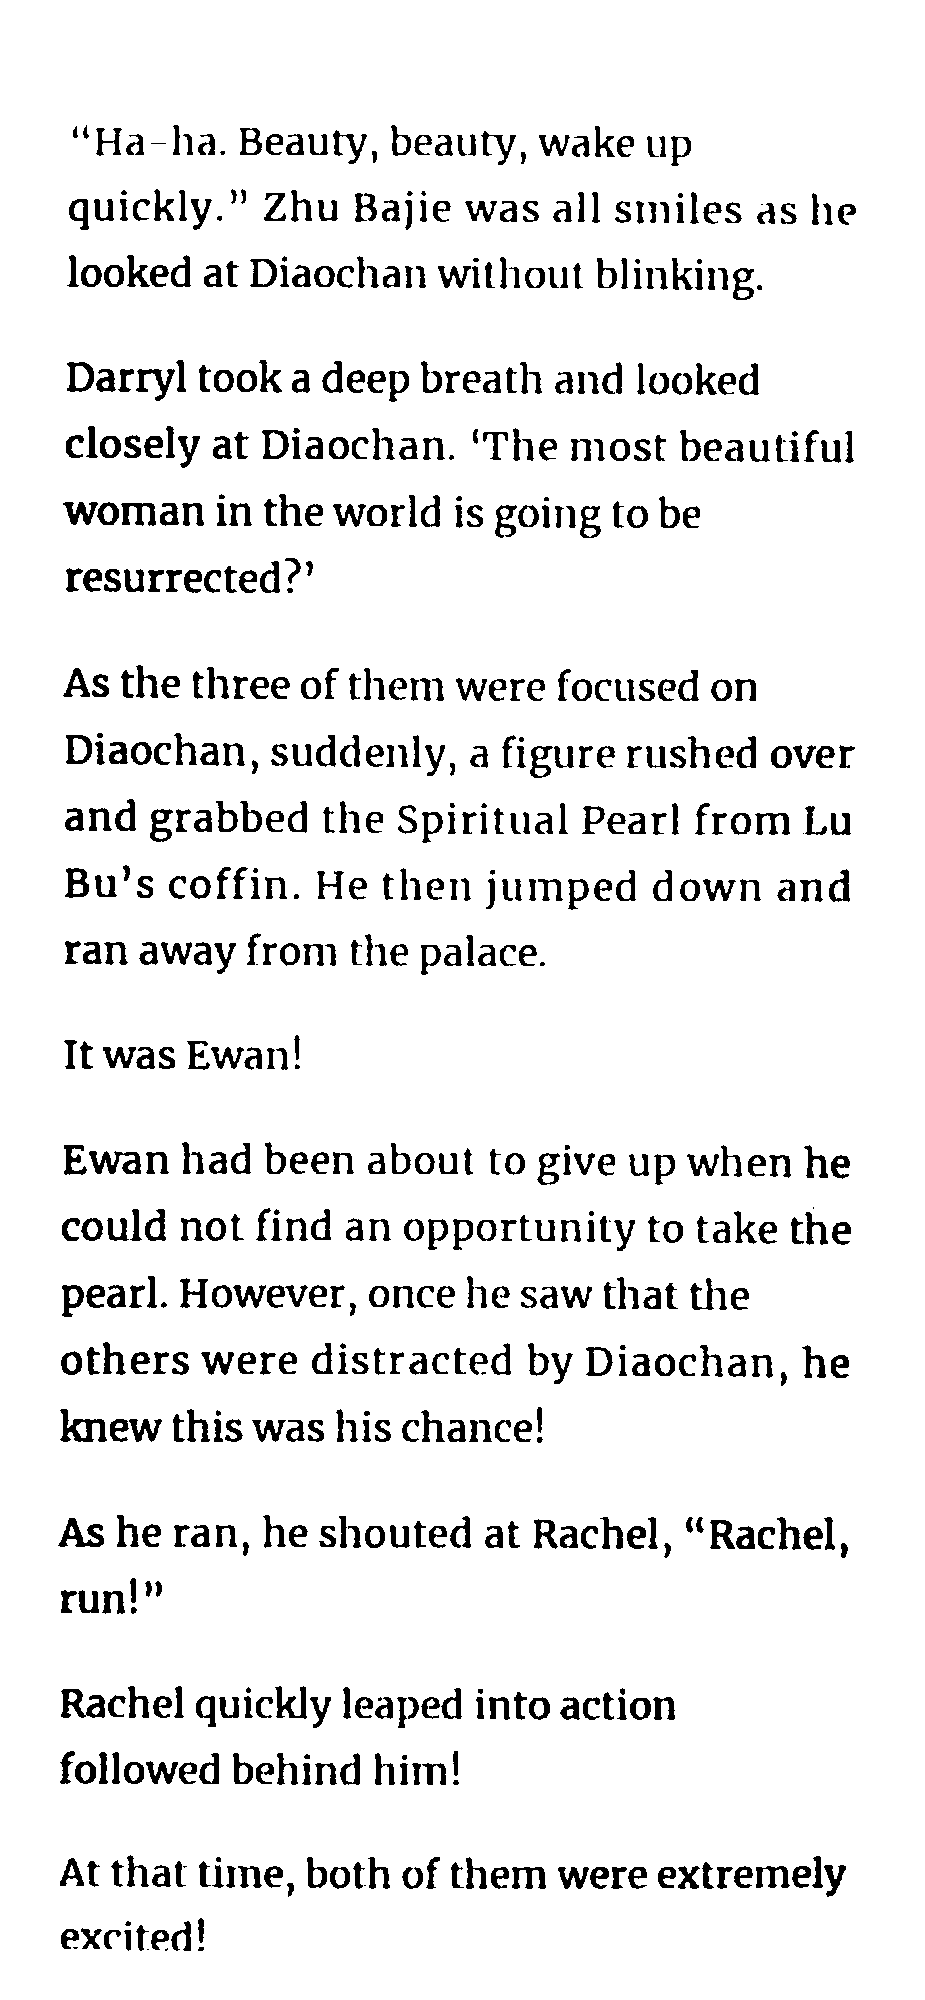 “Ha-ha. Beauty, beauty, wake up
quickly.” Zhu Bajie was all smiles as he
looked at Diaochan without blinking.
Darryl took a deep breath and looked
closely at Diaochan. ‘The most beautiful
woman in the world is going to be
resurrected?’
As the three of them were focused on
Diaochan, suddenly, a figure rushed over
and grabbed the Spiritual Pearl from Lu
Bu’s coffin. He then jumped down and
ran away from the palace.
It was Ewan!
Ewan had been about to give up when he
could not find an opportunity to take the
pearl. However, once he saw that the
others were distracted by Diaochan, he
knew this was his chance!
As he ran, he shouted at Rachel, “Rachel,
run!”
Rachel quickly leaped into action
followed behind him!
At that time, both of them were extremely
excited!